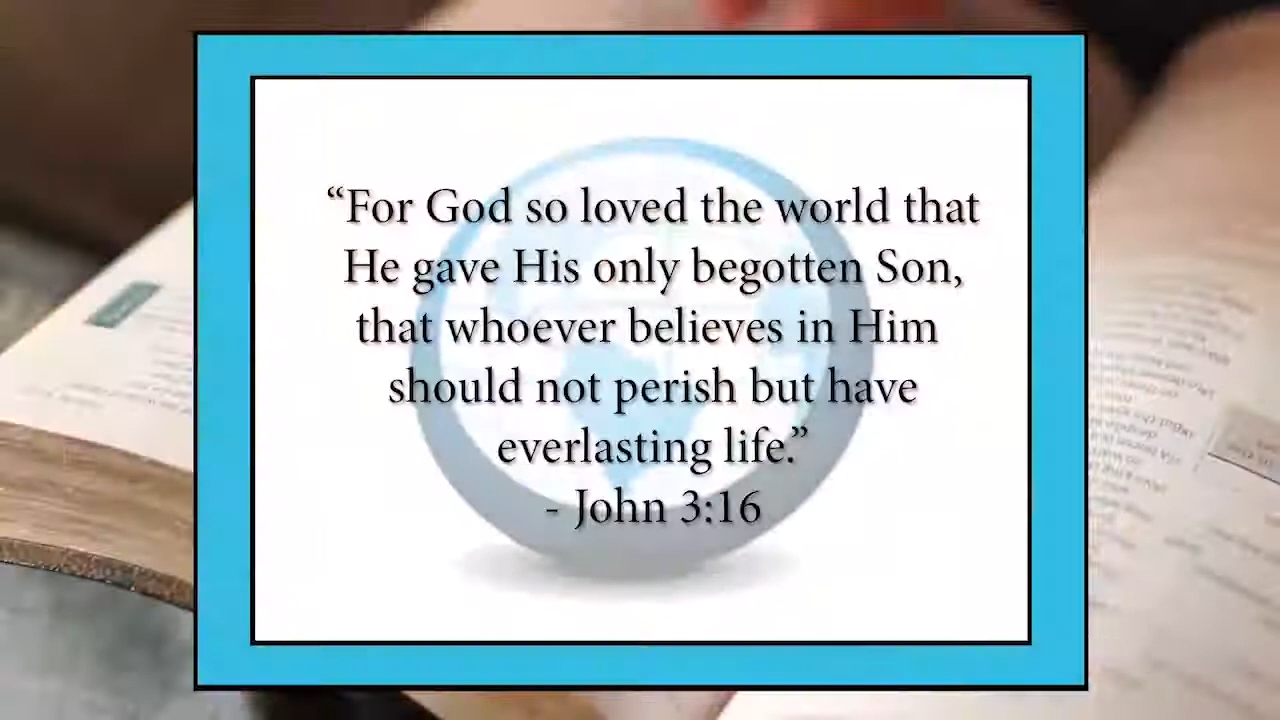 “For God so loved the world that
He gave His only begotten Son,
that whoever believes in Him
should not perish but have
everlasting life.”
- John 3:16